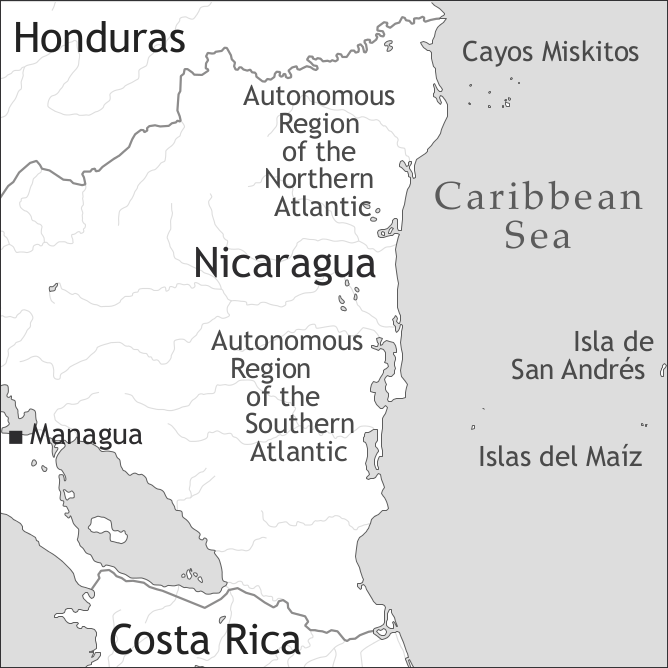 Honduras
Cayos Miskitos
Autonomous
Region
of the
Northern
Atlantic
Caribbean
Sea
Nicaragua
Autonomous
Region
of the
Southern
Atlantic
Isla de
San Andrés
Managua
Islas del Maíz
Costa Rica